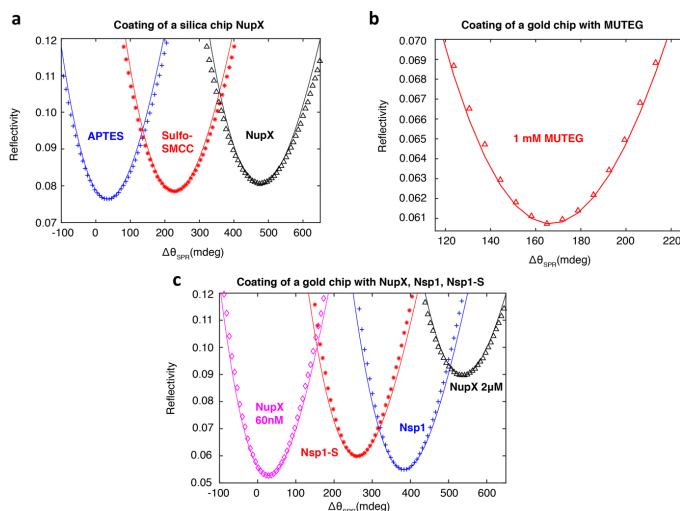 a
Coating of a silica chip NupX
0.12
0.11
0.10
0.09
0.08
0.07
Reflectivity
APTES
Sulfo-
SMCC
NupX
-100 0 100 200 300 400 500 600
ΔθSPR(mdeg)
b
Coating of a gold chip with MUTEG
0.070
0.069
0.068
0.067
0.066
0.065
0.064
0.063
0.062
0.061
Reflectivity
1 mM MUTEG
120 140 160 180 200 220
ΔθSPR(mdeg)
c
Coating of a gold chip with NupX, Nsp1, Nsp1-S
0.12
0.11
0.10
0.09
0.08
0.07
0.06
0.05
Reflectivity
NupX
60nM
Nsp1-S
Nsp1
NupX 2μM
-100 0 100 200 300 400 500 600
ΔθSPR(mdeg)